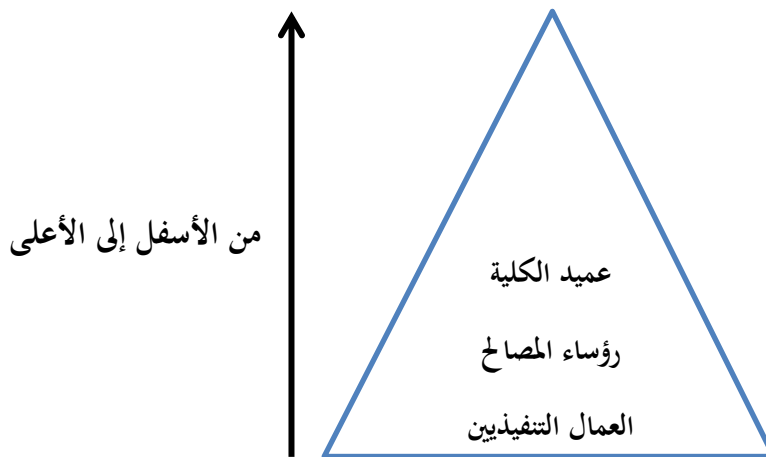 من الأسفل إلى الأعلى
عميد الكلية
رؤساء المصالح
العمال التنفيذيين